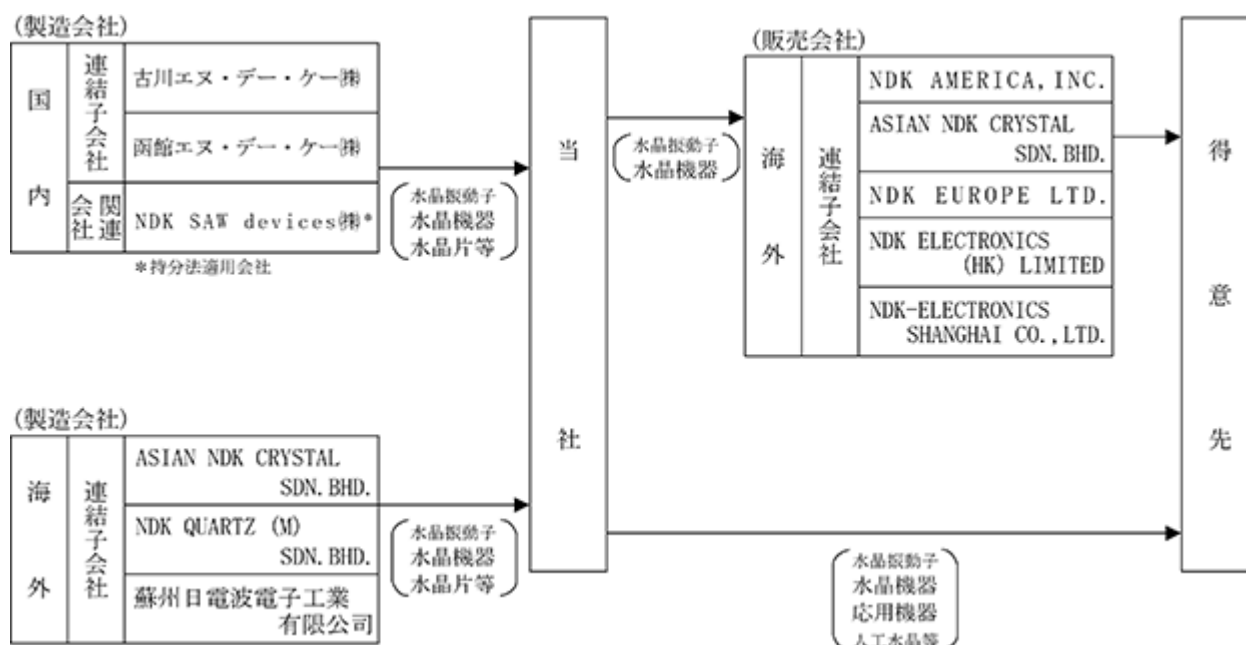 (製造会社)
国内
連結子会社
古川エヌ・デー・ケー㈱
函館エヌ・デー・ケー㈱
関連会社
NDK SAW devices㈱*
*持分法適用会社
水晶振動子
水晶機器
水晶片等
(製造会社)
海外
連結子会社
ASIAN NDK CRYSTAL
SDN.BHD.
NDK QUARTZ (M)
SDN.BHD.
蘇州日電波電子工業
有限公司
水晶振動子
水晶機器
水晶片等
当社
水晶振動子
水晶機器
(販売会社)
海外
連結子会社
NDK AMERICA,INC.
ASIAN NDK CRYSTAL
SDN.BHD.
NDK EUROPE LTD.
NDK ELECTRONICS
(HK) LIMITED
NDK-ELECTRONICS
SHANGHAI CO.,LTD.
水晶振動子
水晶機器
応用機器
人工水晶等
得意先